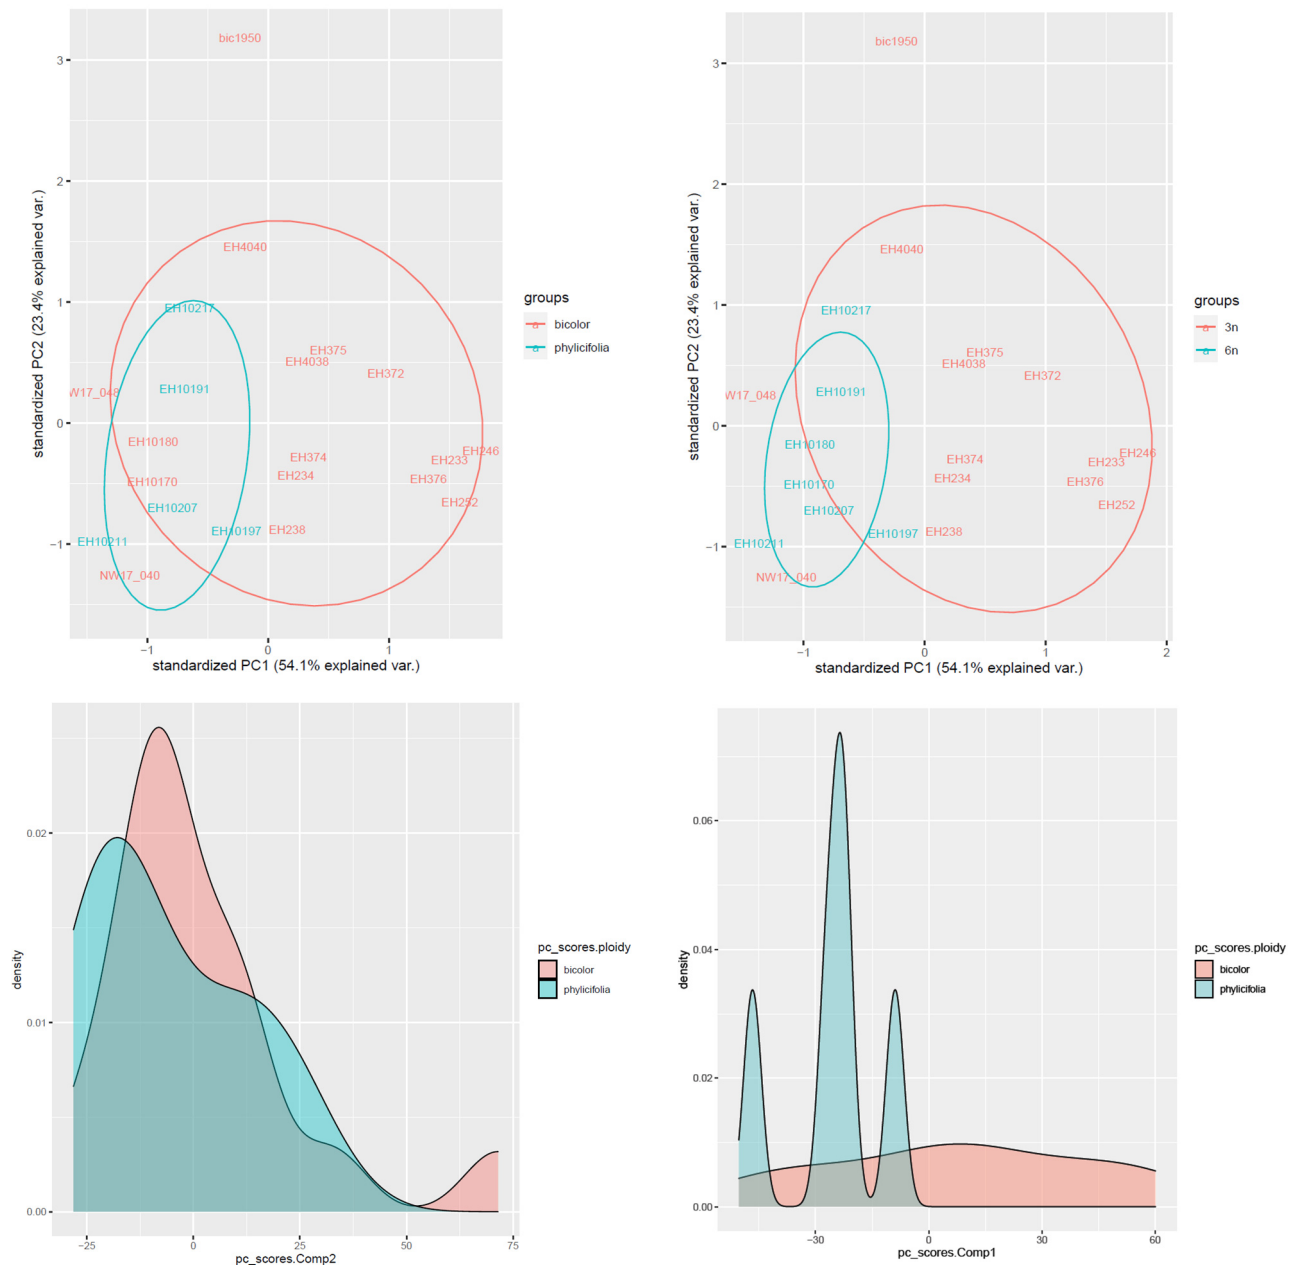 bic1950
3
2
1
0
−1
standardized PC2 (23.4% explained var.)
EH4040
EH10217
EH375
EH4038
EH372
EH10191
NW17_048
EH10180
EH246
EH374
EH233
EH10170
EH234
EH376
EH252
EH10207
EH10197
EH238
EH10211
NW17_040
−1
0
1
standardized PC1 (54.1% explained var.)
groups
a bicolor
a phylicifolia
bic1950
3
2
1
0
−1
standardized PC2 (23.4% explained var.)
EH4040
EH10217
EH375
EH4038
EH372
EH10191
W17_048
EH10180
EH246
EH374
EH233
EH10170
EH234
EH376
EH252
EH10207
EH10197
EH238
EH10211
NW17_040
−1
0
1
2
standardized PC1 (54.1% explained var.)
groups
a 3n
a 6n
0.02
0.01
0.00
density
−25
0
25
50
75
pc_scores.Comp2
pc_scores.ploidy
bicolor
phylicifolia
0.06
0.04
0.02
0.00
density
−30
0
30
60
pc_scores.Comp1
pc_scores.ploidy
bicolor
phylicifolia